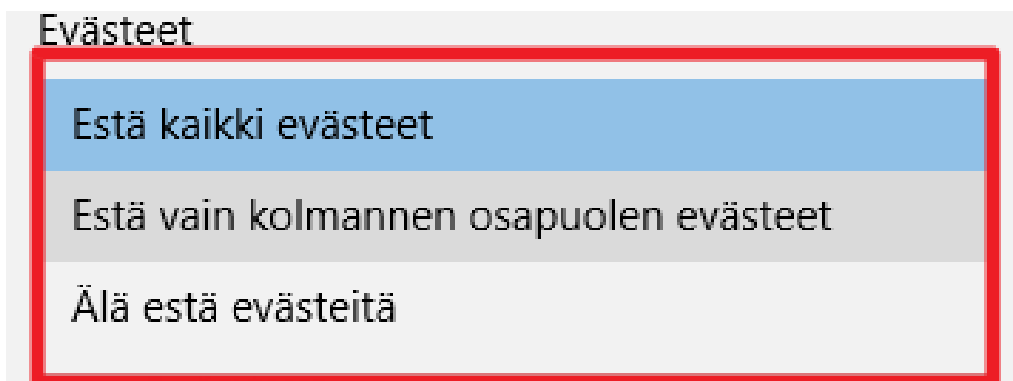 Evästeet
Estä kaikki evästeet
Estä vain kolmannen osapuolen evästeet
Älä estä evästeitä